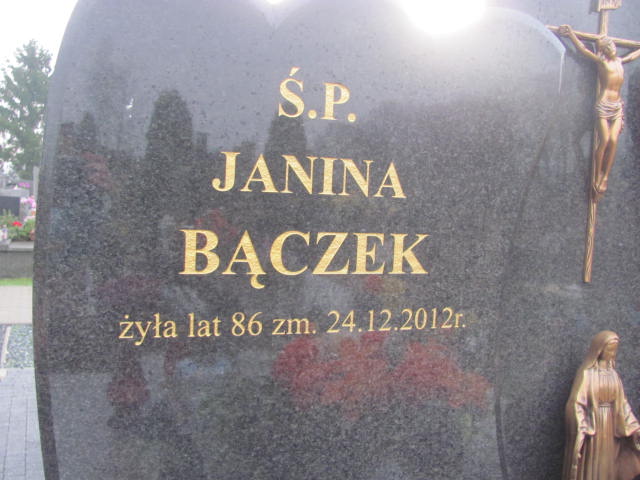 Ś.P.
JANINA
BĄCZEK
żyła lat 86 zm. 24.12.2012r.